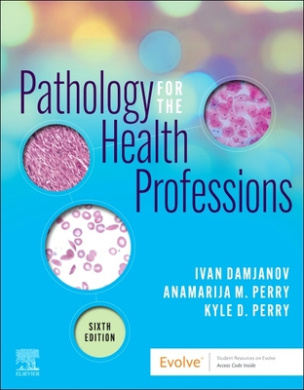 Pathology
FOR THE
Health
Professions
IVAN DAMJANOV
ANAMARIJA M. PERRY
KYLE D. PERRY
SIXTH
EDITION
ELSEVIER
Evolve
Student Resources on Evolve
Access Code Inside